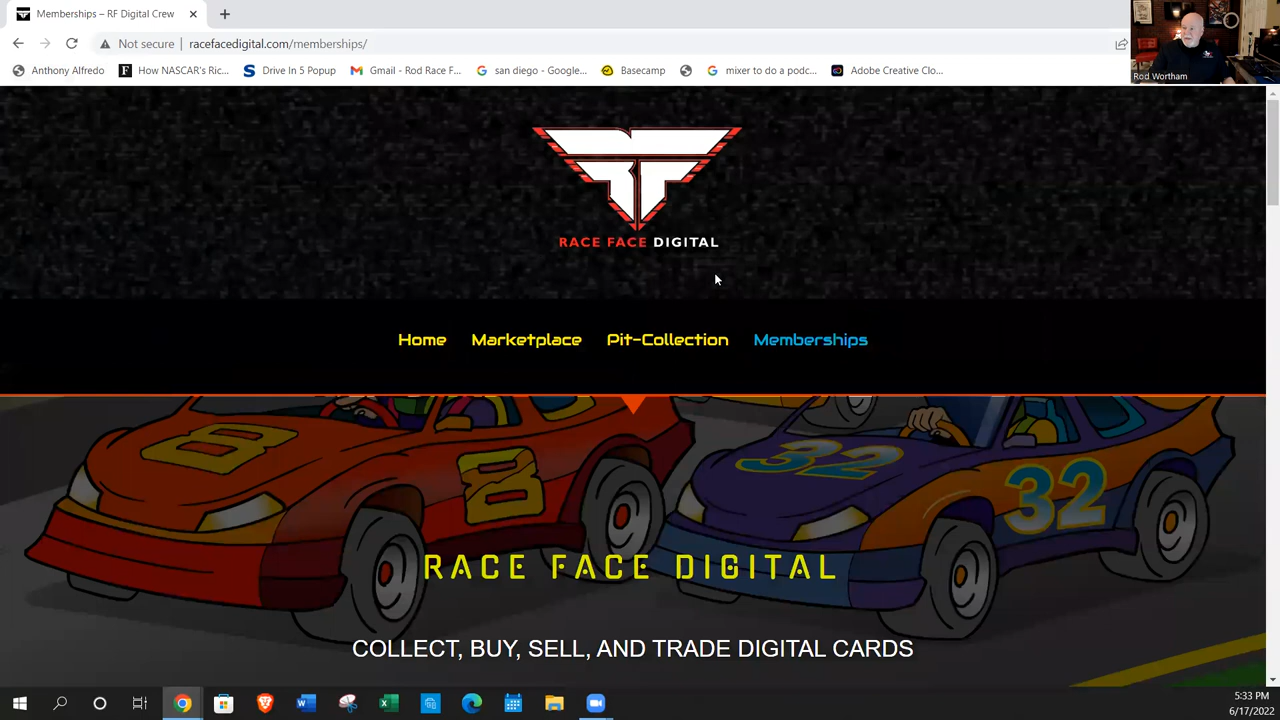 Memberships – RF Digital Crew
Not secure | racefacedigital.com/memberships/
Anthony Alfredo
How NASCAR's Ric...
Drive In 5 Popup
Gmail - Rod Race F...
san diego - Google...
Basecamp
mixer to do a podc...
Adobe Creative Clo...
Rod Wortham
RF
RACE FACE DIGITAL
Home
Marketplace
Pit-Collection
Memberships
8
8
32
32
RACE FACE DIGITAL
COLLECT, BUY, SELL, AND TRADE DIGITAL CARDS
5:33 PM
6/17/2022